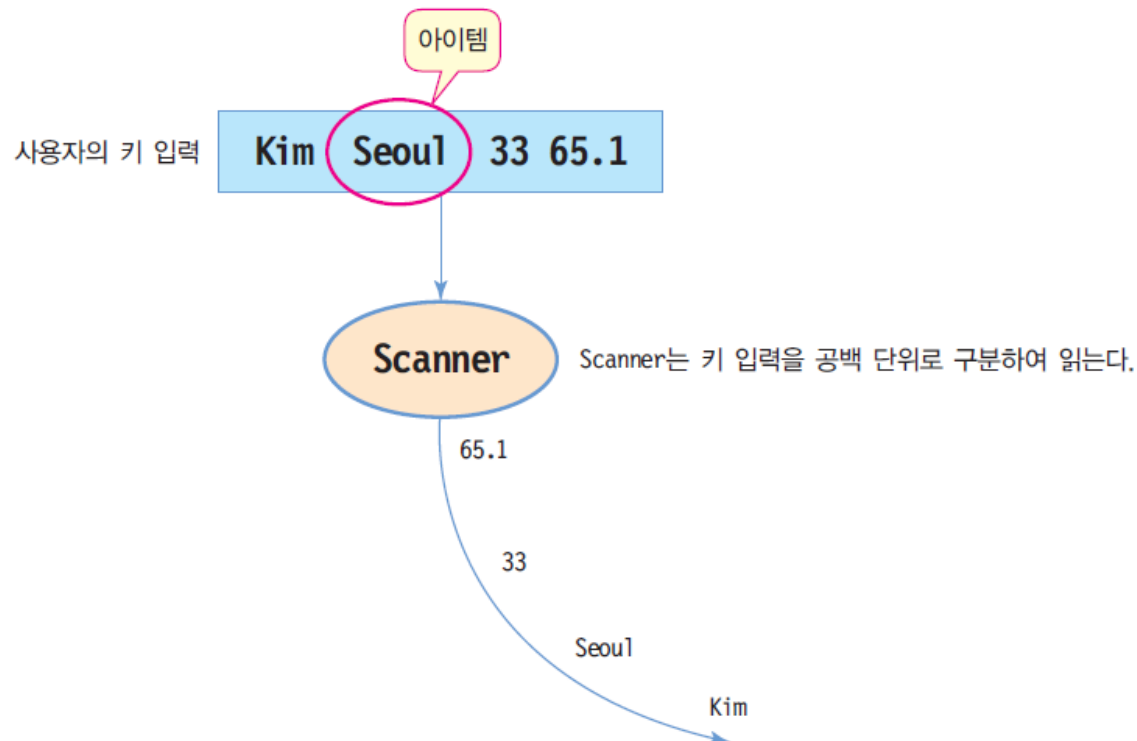 아이템
사용자의 키 입력
Kim Seoul 33 65.1
Scanner
Scanner는 키 입력을 공백 단위로 구분하여 읽는다.
65.1
33
Seoul
Kim